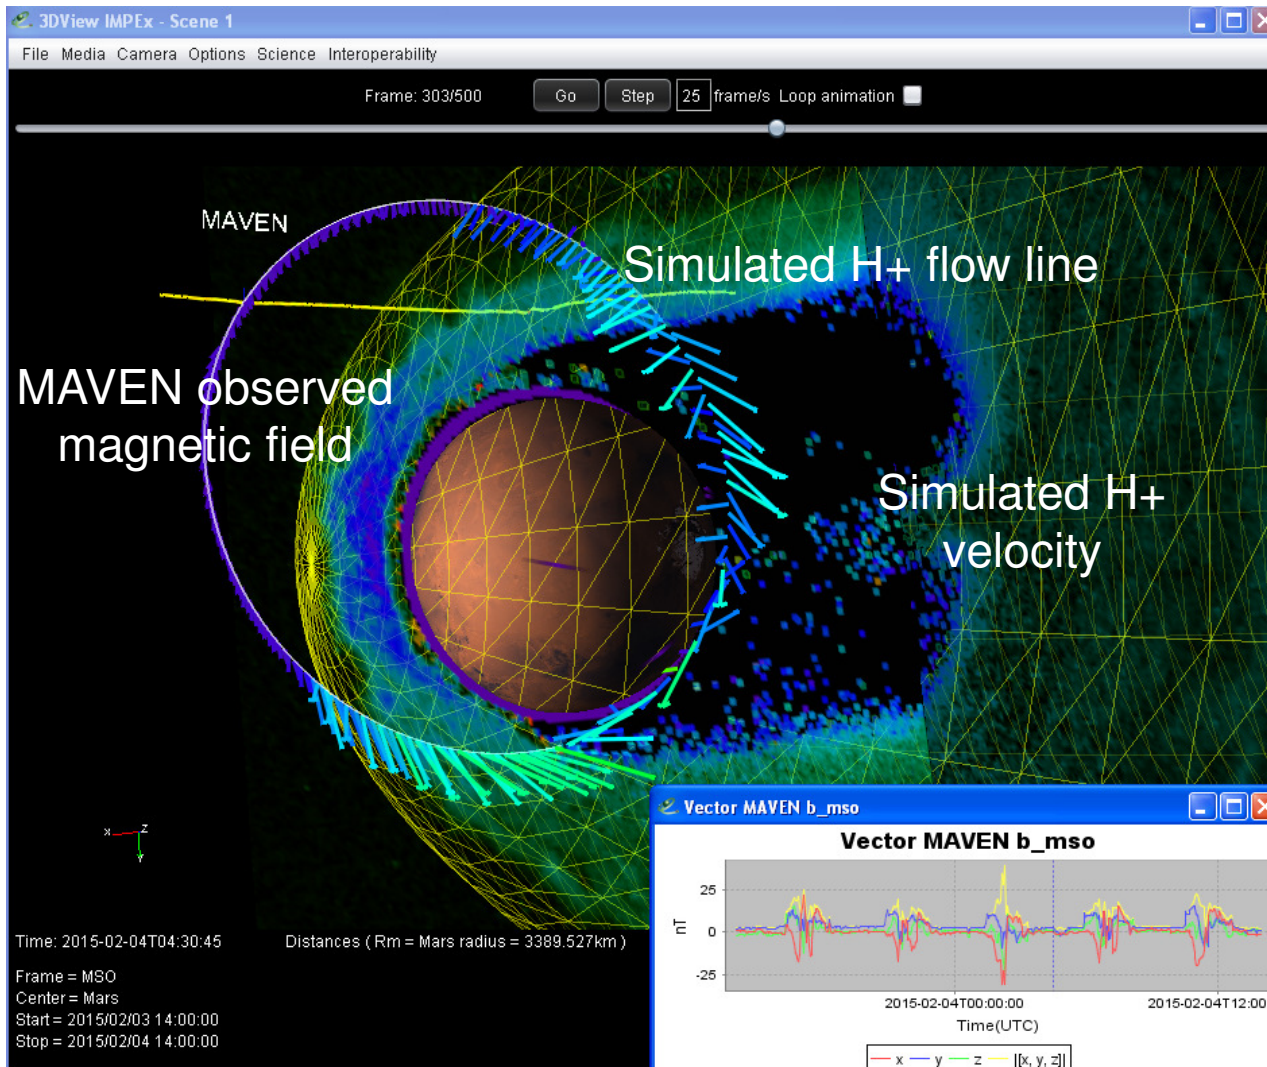 3DView IMPEx - Scene 1
File Media Camera Options Science Interoperability
Frame: 303/500 Go Step 25 frame/s Loop animation
MAVEN
Simulated H+ flow line
MAVEN observed
magnetic field
Simulated H+
velocity
x z
Vector MAVEN b_mso
Vector MAVEN b_mso
25
nT
0
-25
2015-02-04T00:00:00 2015-02-04T12:00
Time(UTC)
x y z |[x, y, z]|
Time: 2015-02-04T04:30:45 Distances ( Rm = Mars radius = 3389.527km )
Frame = MSO
Center = Mars
Start = 2015/02/03 14:00:00
Stop = 2015/02/04 14:00:00